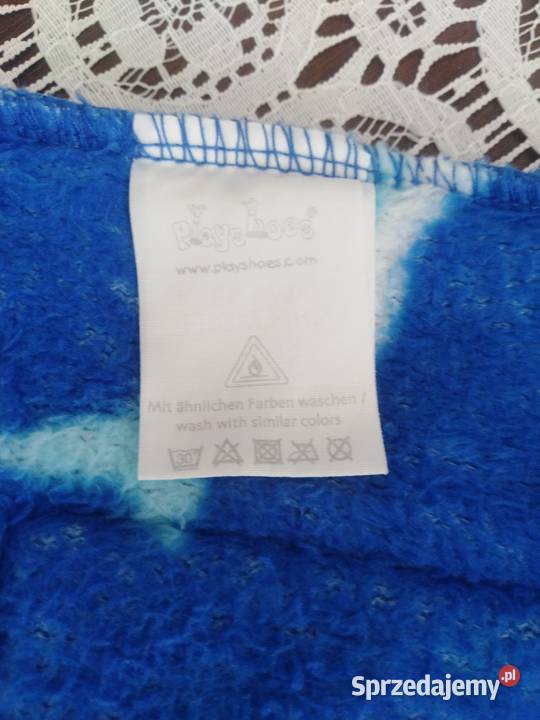 Playshoes
www.playshoes.com
Mit ähnlichen Farben waschen /
wash with similar colors
30°
Sprzedajemy.pl